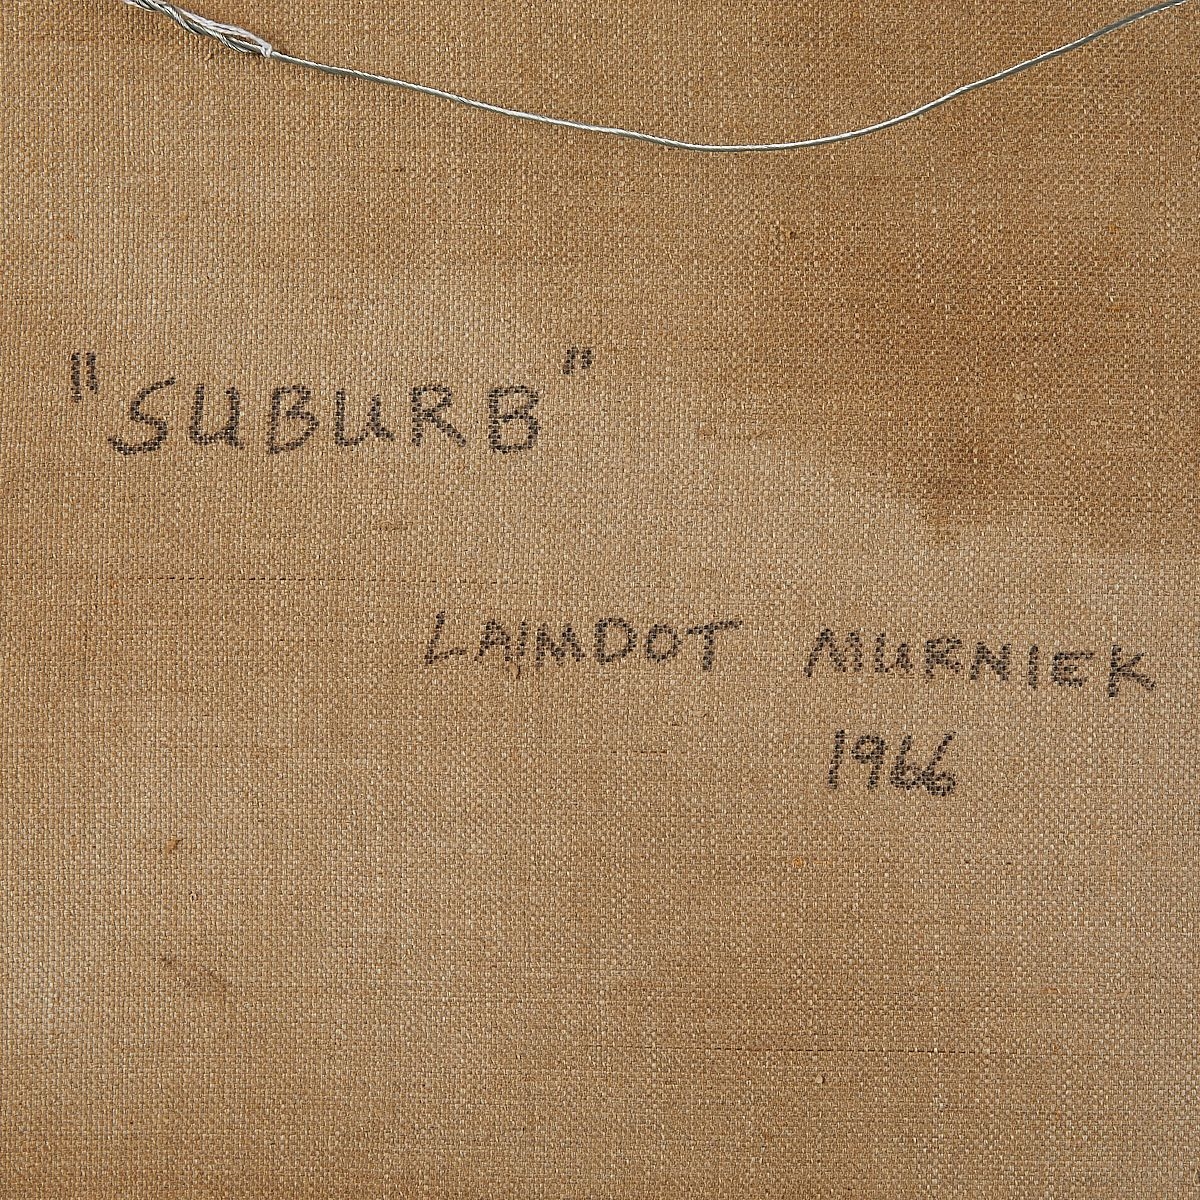 "SUBURB"
LAIMDOT MURNIEK
1966